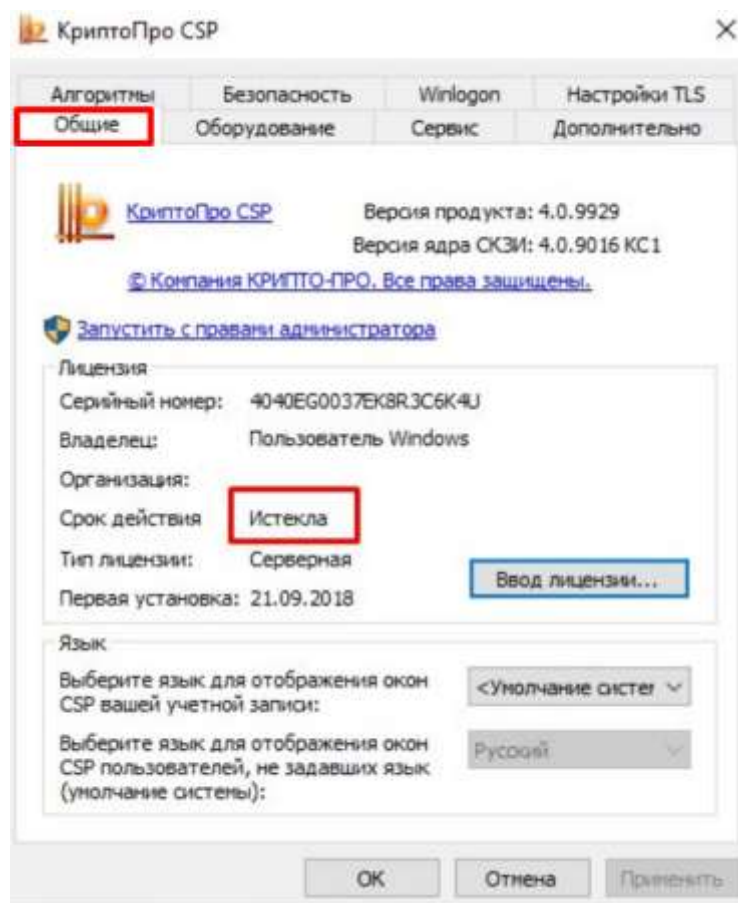 КриптоПро CSP
Алгоритмы Безопасность Winlogon Настройки TLS
Общие Оборудование Сервис Дополнительно
КриптоПро CSP Версия продукта: 4.0.9929
Версия ядра СКЗИ: 4.0.9016 КС1
© Компания КРИПТО-ПРО. Все права защищены.
Запустить с правами администратора
Лицензия
Серийный номер: 4040EG0037EK8R3C6K4U
Владелец: Пользователь Windows
Организация:
Срок действия Истекла
Тип лицензии: Серверная
Ввод лицензии...
Первая установка: 21.09.2018
Язык
Выберите язык для отображения окон
CSP вашей учетной записи:
<Умолчание систег
Выберите язык для отображения окон
CSP пользователей, не задавших язык
(умолчание системы):
Русский
ОК Отмена Применить